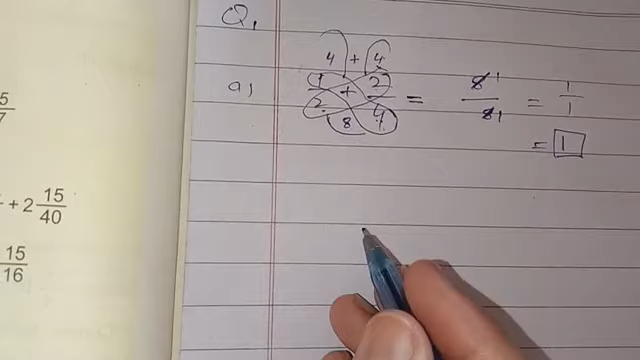 Q,
4 + 4
a) 1/2 + 2/4 = 8/8 1/1 = 1/1
8
= 1
5/7
+ 2 15/40
15/16